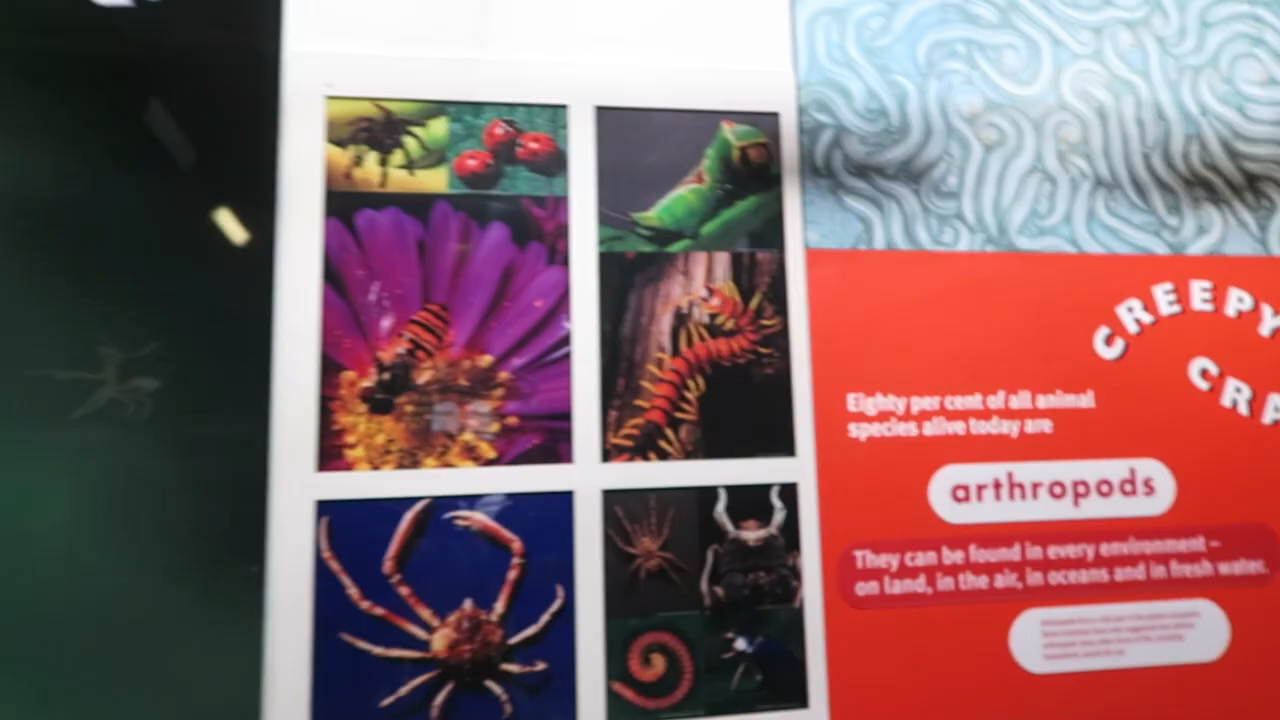 CREEPY
CRA
Eighty per cent of all animal
species alive today are
arthropods
They can be found in every environment –
on land, in the air, in oceans and in fresh water.